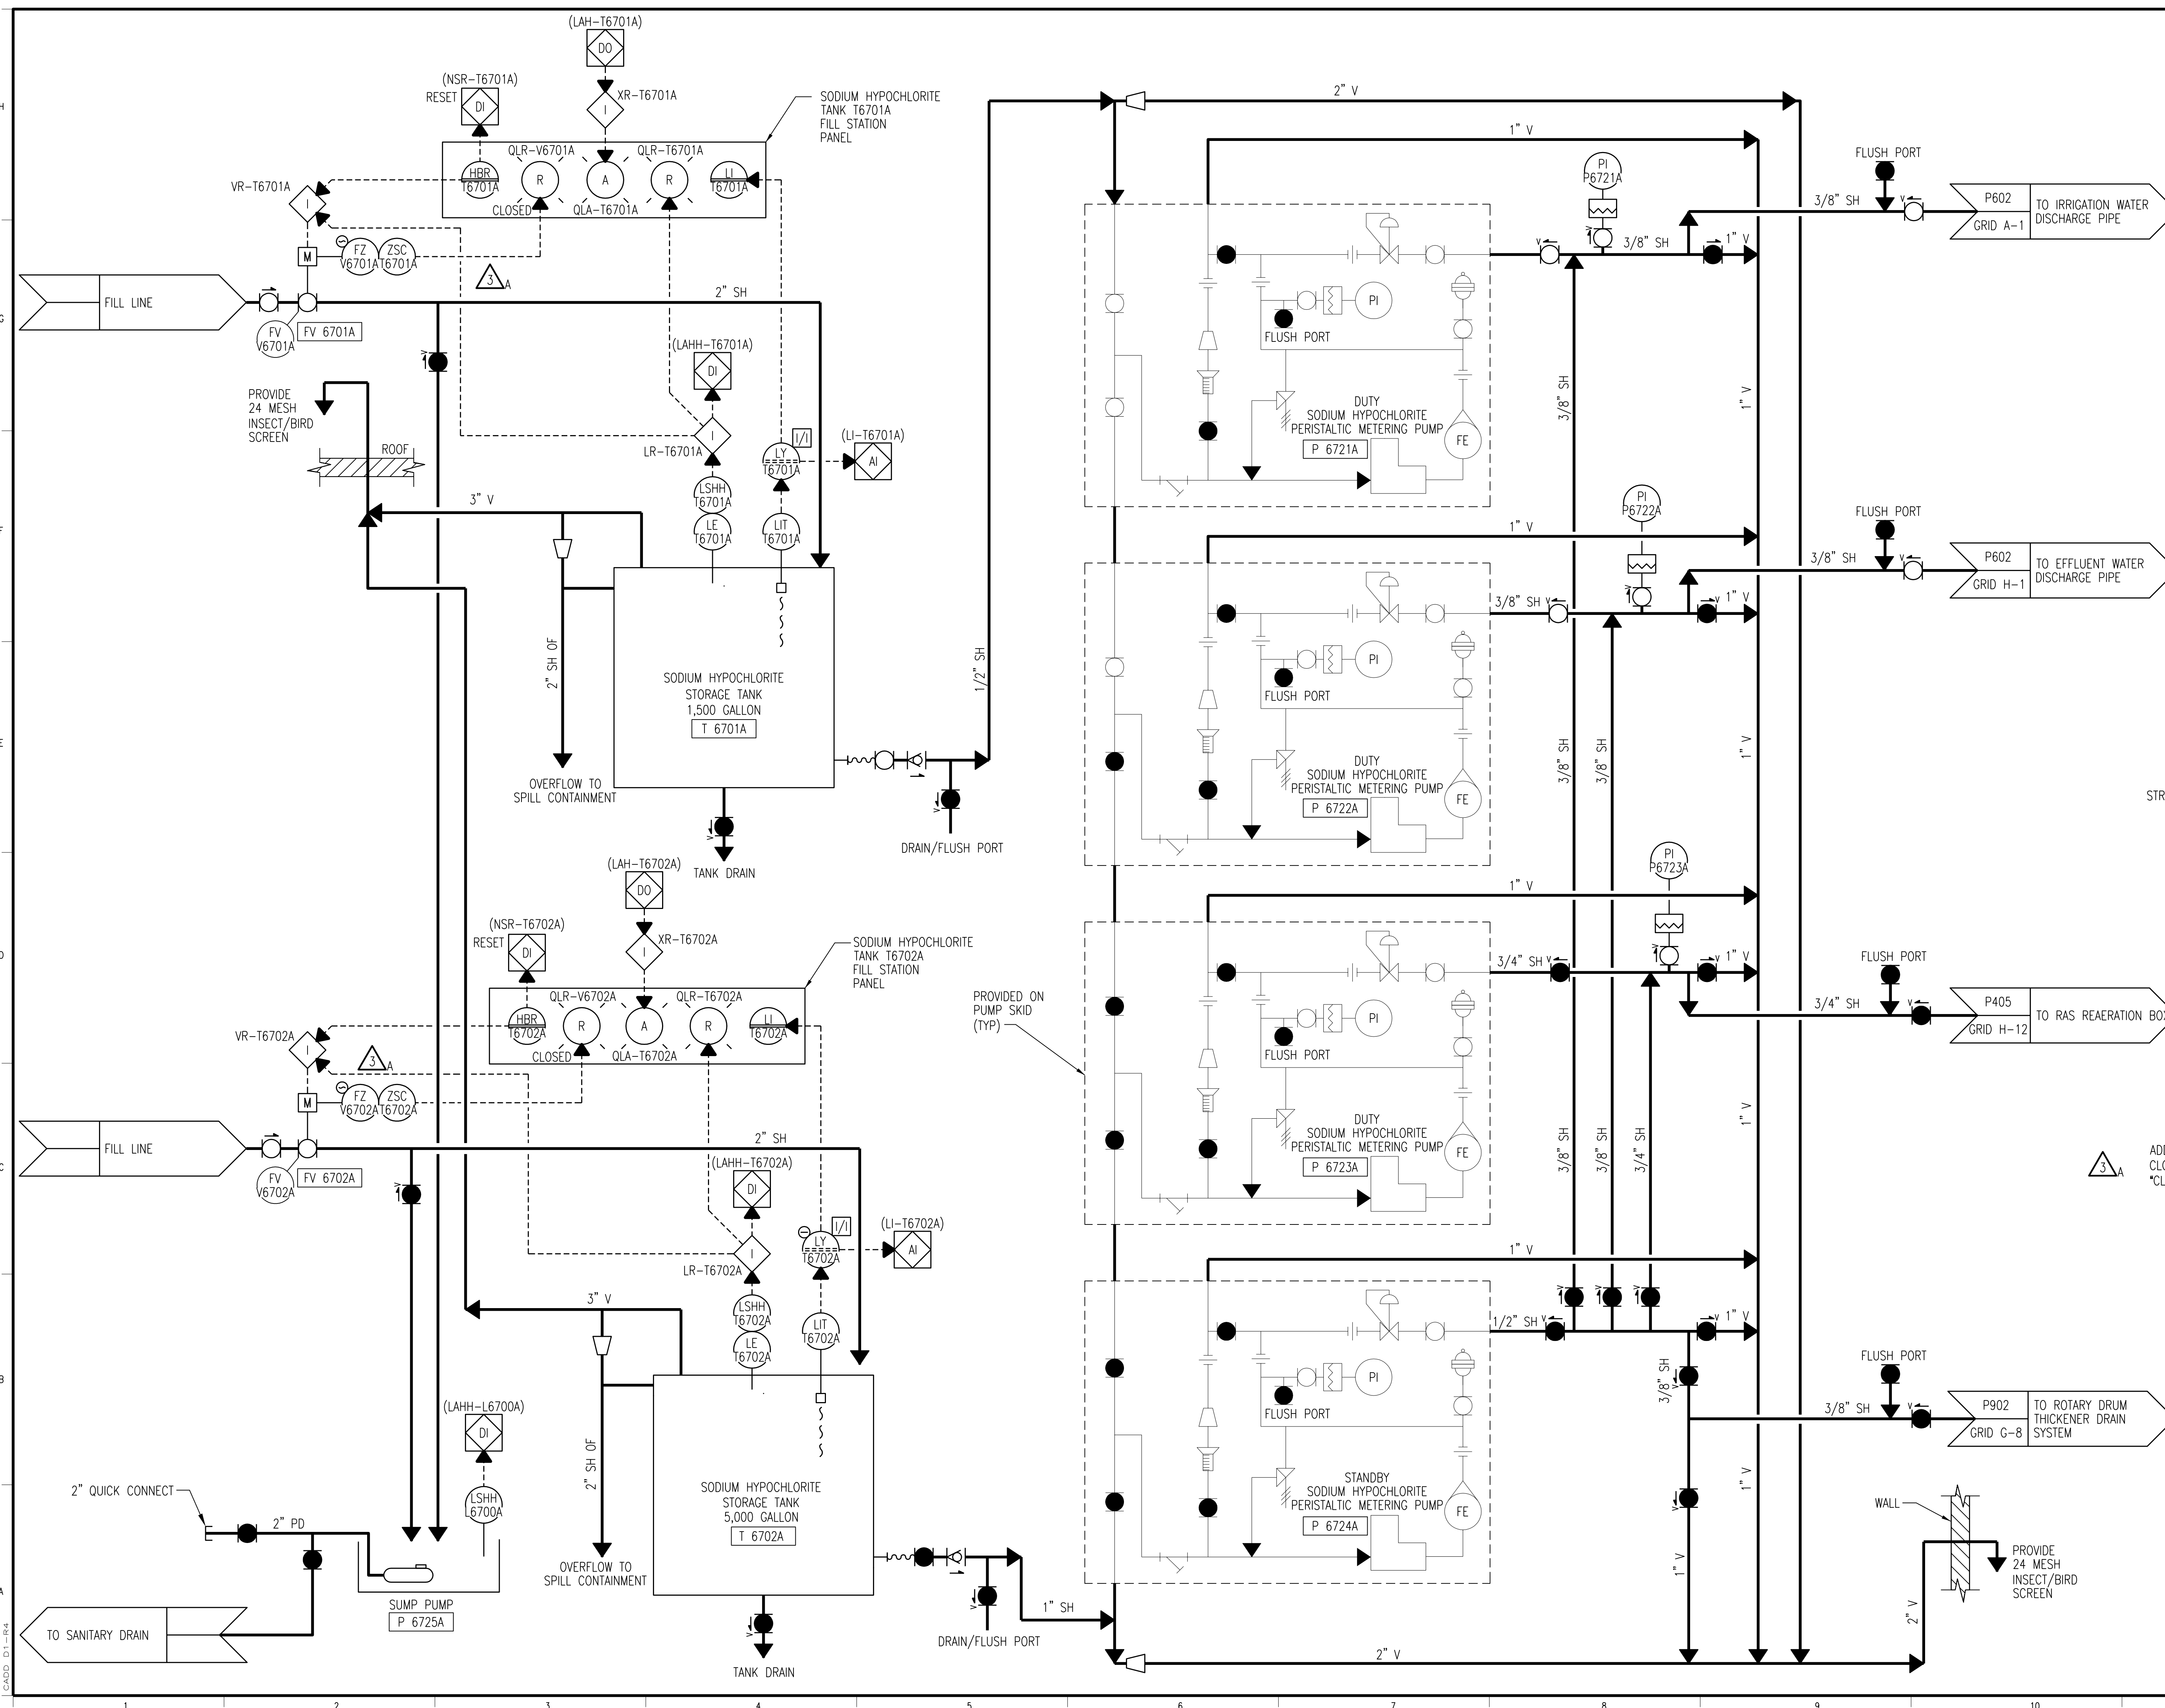 (LAH-T6701A)
DO
(NSR-T6701A)
RESET
DI
XR-T6701A
I
SODIUM HYPOCHLORITE
TANK T6701A
FILL STATION
PANEL
QLR-V6701A
QLR-T6701A
HBR
T6701A
R
A
R
LI
T6701A
CLOSED
QLA-T6701A
VR-T6701A
I
M
S
FZ
V6701A
ZSC
T6701A
3
A
FILL LINE
2" SH
FV
V6701A
FV 6701A
V
(LAHH-T6701A)
DI
PROVIDE
24 MESH
INSECT/BIRD
SCREEN
ROOF
I
LR-T6701A
LY
T6701A
I/I
(LI-T6701A)
AI
LSHH
T6701A
LE
T6701A
LIT
T6701A
3" V
2" SH OF
SODIUM HYPOCHLORITE
STORAGE TANK
1,500 GALLON
T 6701A
1/2" SH
OVERFLOW TO
SPILL CONTAINMENT
V
TANK DRAIN
V
DRAIN/FLUSH PORT
(LAH-T6702A)
DO
(NSR-T6702A)
RESET
DI
XR-T6702A
I
SODIUM HYPOCHLORITE
TANK T6702A
FILL STATION
PANEL
QLR-V6702A
QLR-T6702A
HBR
T6702A
R
A
R
LI
T6702A
CLOSED
QLA-T6702A
VR-T6702A
I
3
A
M
S
FZ
V6702A
ZSC
T6702A
FILL LINE
2" SH
FV
V6702A
FV 6702A
V
(LAHH-T6702A)
DI
I
LR-T6702A
LY
T6702A
I/I
(LI-T6702A)
AI
LSHH
T6702A
LE
T6702A
LIT
T6702A
3" V
2" SH OF
(LAHH-L6700A)
DI
LSHH
L6700A
SODIUM HYPOCHLORITE
STORAGE TANK
5,000 GALLON
T 6702A
2" QUICK CONNECT
2" PD
OVERFLOW TO
SPILL CONTAINMENT
SUMP PUMP
P 6725A
TO SANITARY DRAIN
V
TANK DRAIN
V
DRAIN/FLUSH PORT
1" SH
2" V
1" V
PI
P6721A
FLUSH PORT
3/8" SH
V
P602
GRID A-1
TO IRRIGATION WATER
DISCHARGE PIPE
V
3/8" SH
V
V
1" V
PI
FLUSH PORT
DUTY
SODIUM HYPOCHLORITE
PERISTALTIC METERING PUMP
P 6721A
FE
3/8" SH
1" V
1" V
PI
P6722A
FLUSH PORT
3/8" SH
V
P602
GRID H-1
TO EFFLUENT WATER
DISCHARGE PIPE
3/8" SH
V
V
V
1" V
PI
FLUSH PORT
DUTY
SODIUM HYPOCHLORITE
PERISTALTIC METERING PUMP
P 6722A
FE
3/8" SH
3/8" SH
1" V
STR
1" V
PI
P6723A
FLUSH PORT
3/4" SH
V
V
V
1" V
3/4" SH
V
P405
GRID H-12
TO RAS REAERATION BOX
PROVIDED ON
PUMP SKID
(TYP)
PI
FLUSH PORT
DUTY
SODIUM HYPOCHLORITE
PERISTALTIC METERING PUMP
P 6723A
FE
3/8" SH
3/8" SH
3/4" SH
1" V
3
A
ADD
CLO
"CL
1" V
V
V
V
1/2" SH
V
V
1" V
PI
FLUSH PORT
3/8" SH
V
FLUSH PORT
3/8" SH
V
P902
GRID G-8
TO ROTARY DRUM
THICKENER DRAIN
SYSTEM
STANDBY
SODIUM HYPOCHLORITE
PERISTALTIC METERING PUMP
P 6724A
FE
V
1" V
1" V
WALL
PROVIDE
24 MESH
INSECT/BIRD
SCREEN
2" V
2" V
H
G
F
E
D
C
B
A
CADD D1-R4
1
2
3
4
5
6
7
8
9
10